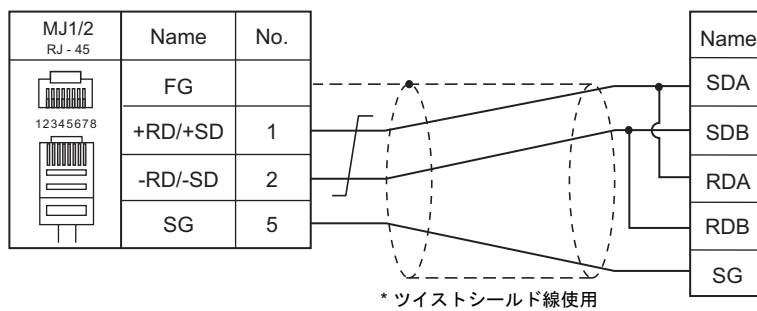 MJ1/2 Name No. Name
RJ - 45
FG SDA
12345678
+RD/+SD 1 SDB
-RD/-SD 2 RDA
SG 5 RDB
SG
* ツイストシールド線使用